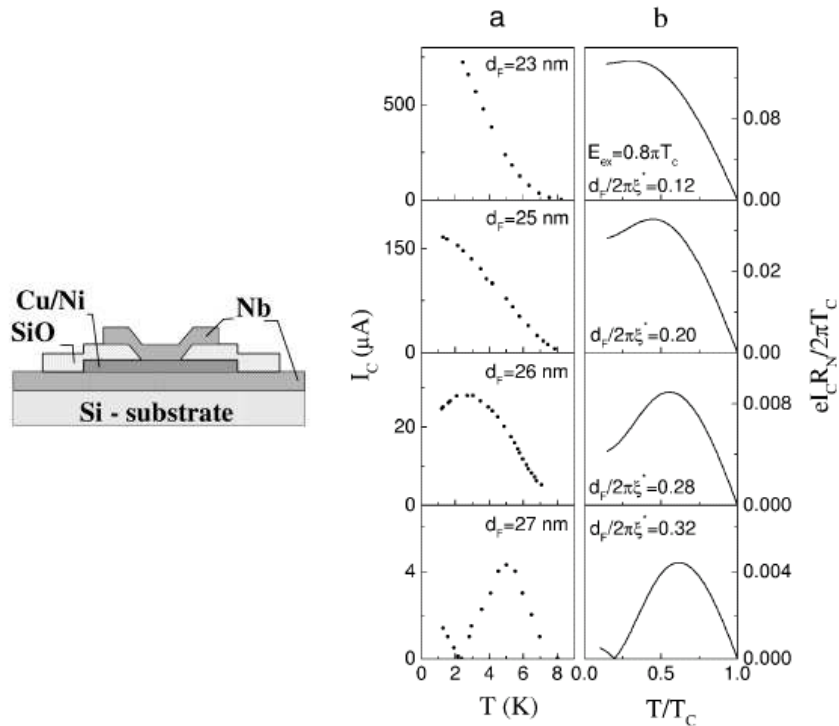 Cu/Ni
SiO
Nb
Si - substrate
a
b
d_F=23 nm
500
0
E_ex=0.8πT_c
d_F/2πξ*=0.12
0.08
0.00
d_F=25 nm
150
0
d_F/2πξ*=0.20
0.02
0.00
d_F=26 nm
20
0
d_F/2πξ*=0.28
0.008
0.000
d_F=27 nm
4
0
d_F/2πξ*=0.32
0.004
0.000
I_C (μA)
eI_CR_N/2πT_C
0 2 4 6 8
0.0 0.5 1.0
T (K)
T/T_C